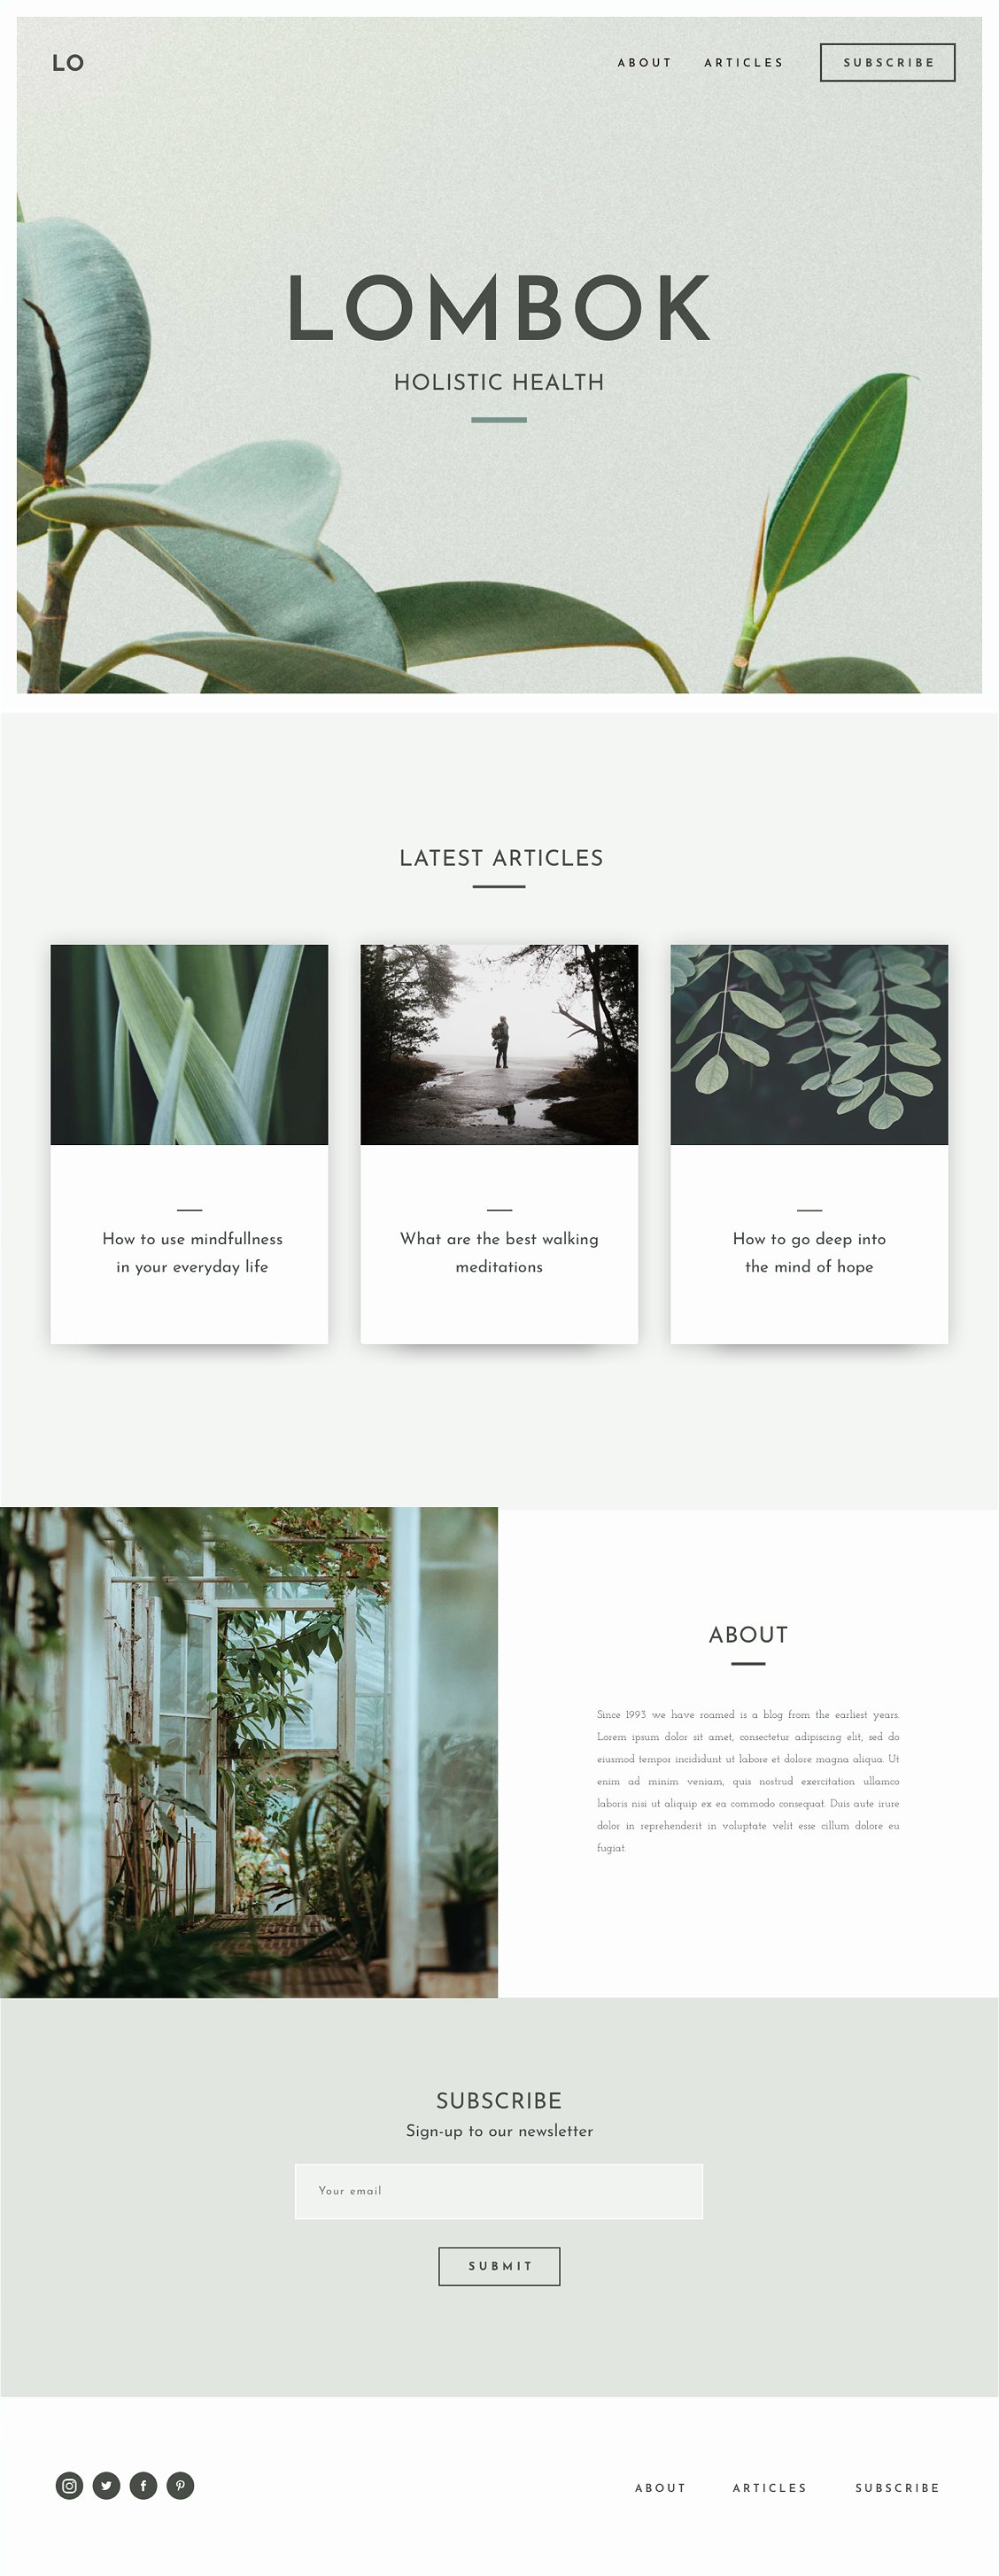 LO
ABOUT ARTICLES SUBSCRIBE
LOMBOK
HOLISTIC HEALTH
LATEST ARTICLES
How to use mindfullness
in your everyday life
What are the best walking
meditations
How to go deep into
the mind of hope
ABOUT
Since 1993 we have roamed is a blog from the earliest years.
Lorem ipsum dolor sit amet, consectetur adipiscing elit, sed do
eiusmod tempor incididunt ut labore et dolore magna aliqua. Ut
enim ad minim veniam, quis nostrud exercitation ullamco
laboris nisi ut aliquip ex ea commodo consequat. Duis aute irure
dolor in reprehenderit in voluptate velit esse cillum dolore eu
fugiat.
SUBSCRIBE
Sign-up to our newsletter
Your email
SUBMIT
ABOUT ARTICLES SUBSCRIBE